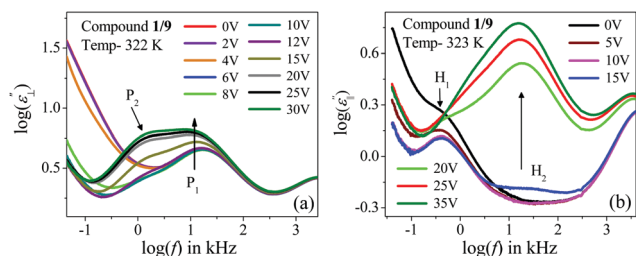 Compound 1/9
Temp- 322 K
0V
2V
4V
6V
8V
10V
12V
15V
20V
25V
30V
P2
P1
1.5
1.0
0.5
-1
0
1
2
3
log(f) in kHz
log(ε″⊥)
(a)
Compound 1/9
Temp- 323 K
0V
5V
10V
15V
H1
H2
20V
25V
35V
0.9
0.6
0.3
0.0
-0.3
-1
0
1
2
3
log(f) in kHz
log(ε″∥)
(b)